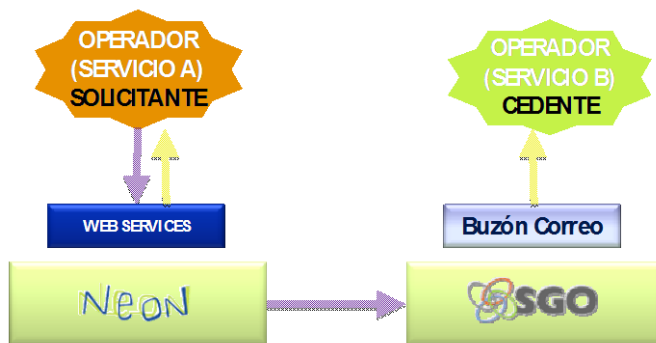 OPERADOR
(SERVICIO A)
SOLICITANTE
OPERADOR
(SERVICIO B)
CEDENTE
WEB SERVICES
Buzón Correo
NeoN
SGO